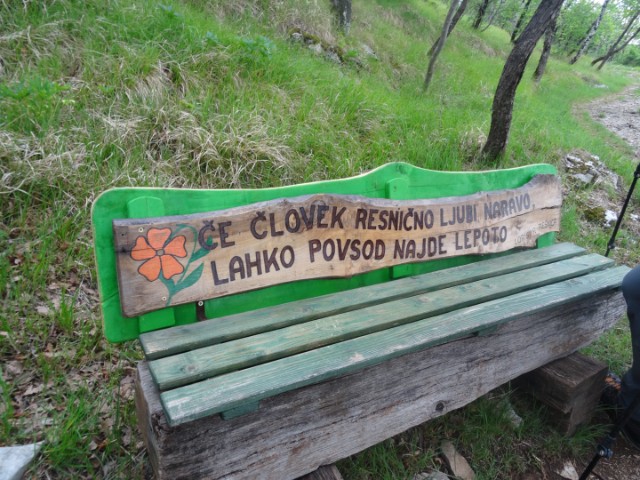 ČE ČLOVEK RESNIČNO LJUBI NARAVO,
LAHKO POVSOD NAJDE LEPOTO